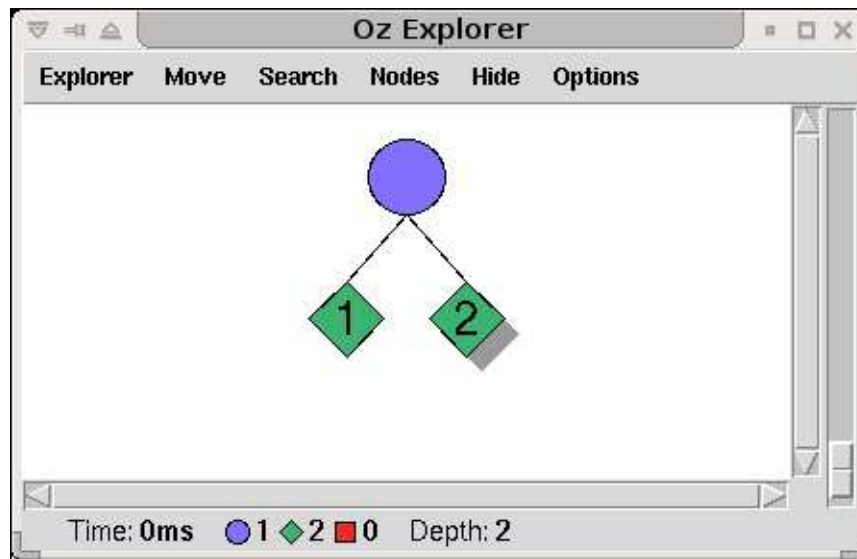 Oz Explorer
Explorer Move Search Nodes Hide Options
1 2
Time: 0ms 1 2 0 Depth: 2